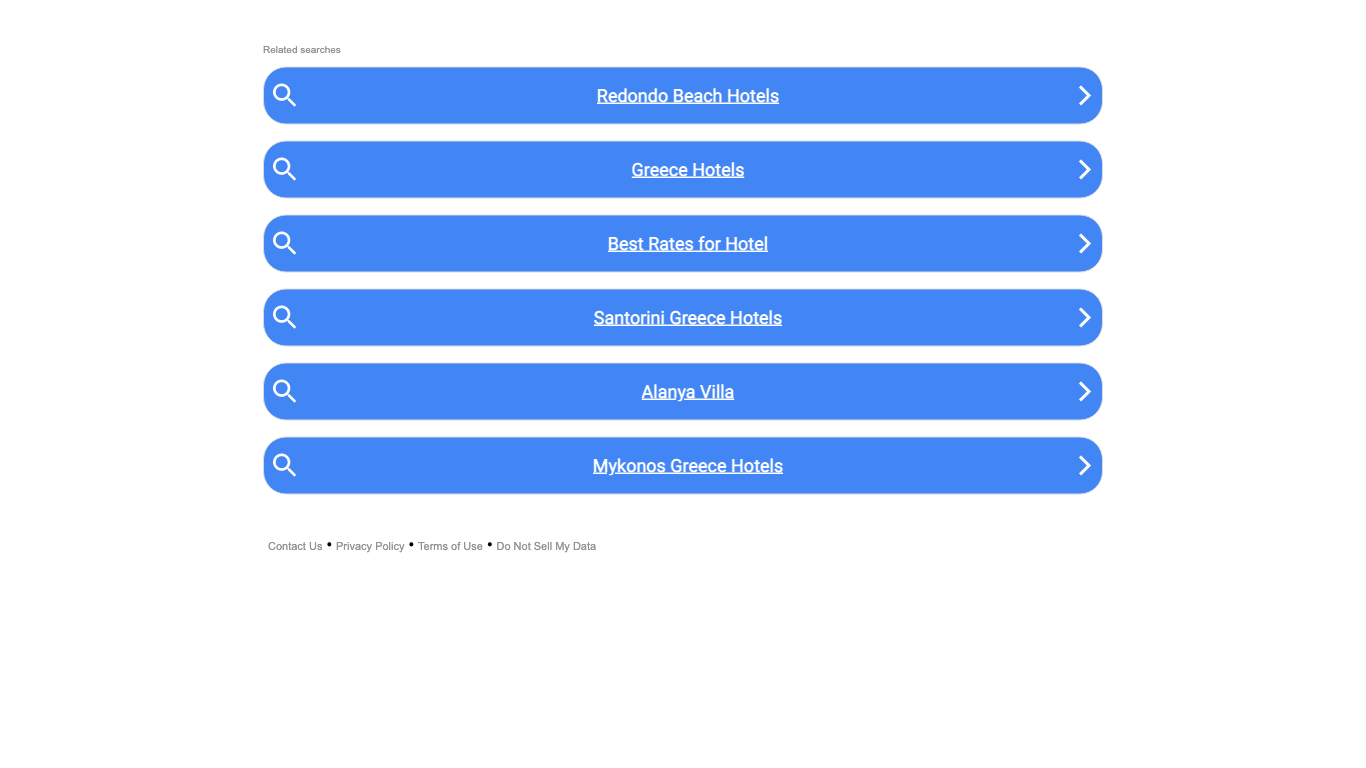 Related searches
Redondo Beach Hotels
Greece Hotels
Best Rates for Hotel
Santorini Greece Hotels
Alanya Villa
Mykonos Greece Hotels
Contact Us • Privacy Policy • Terms of Use • Do Not Sell My Data